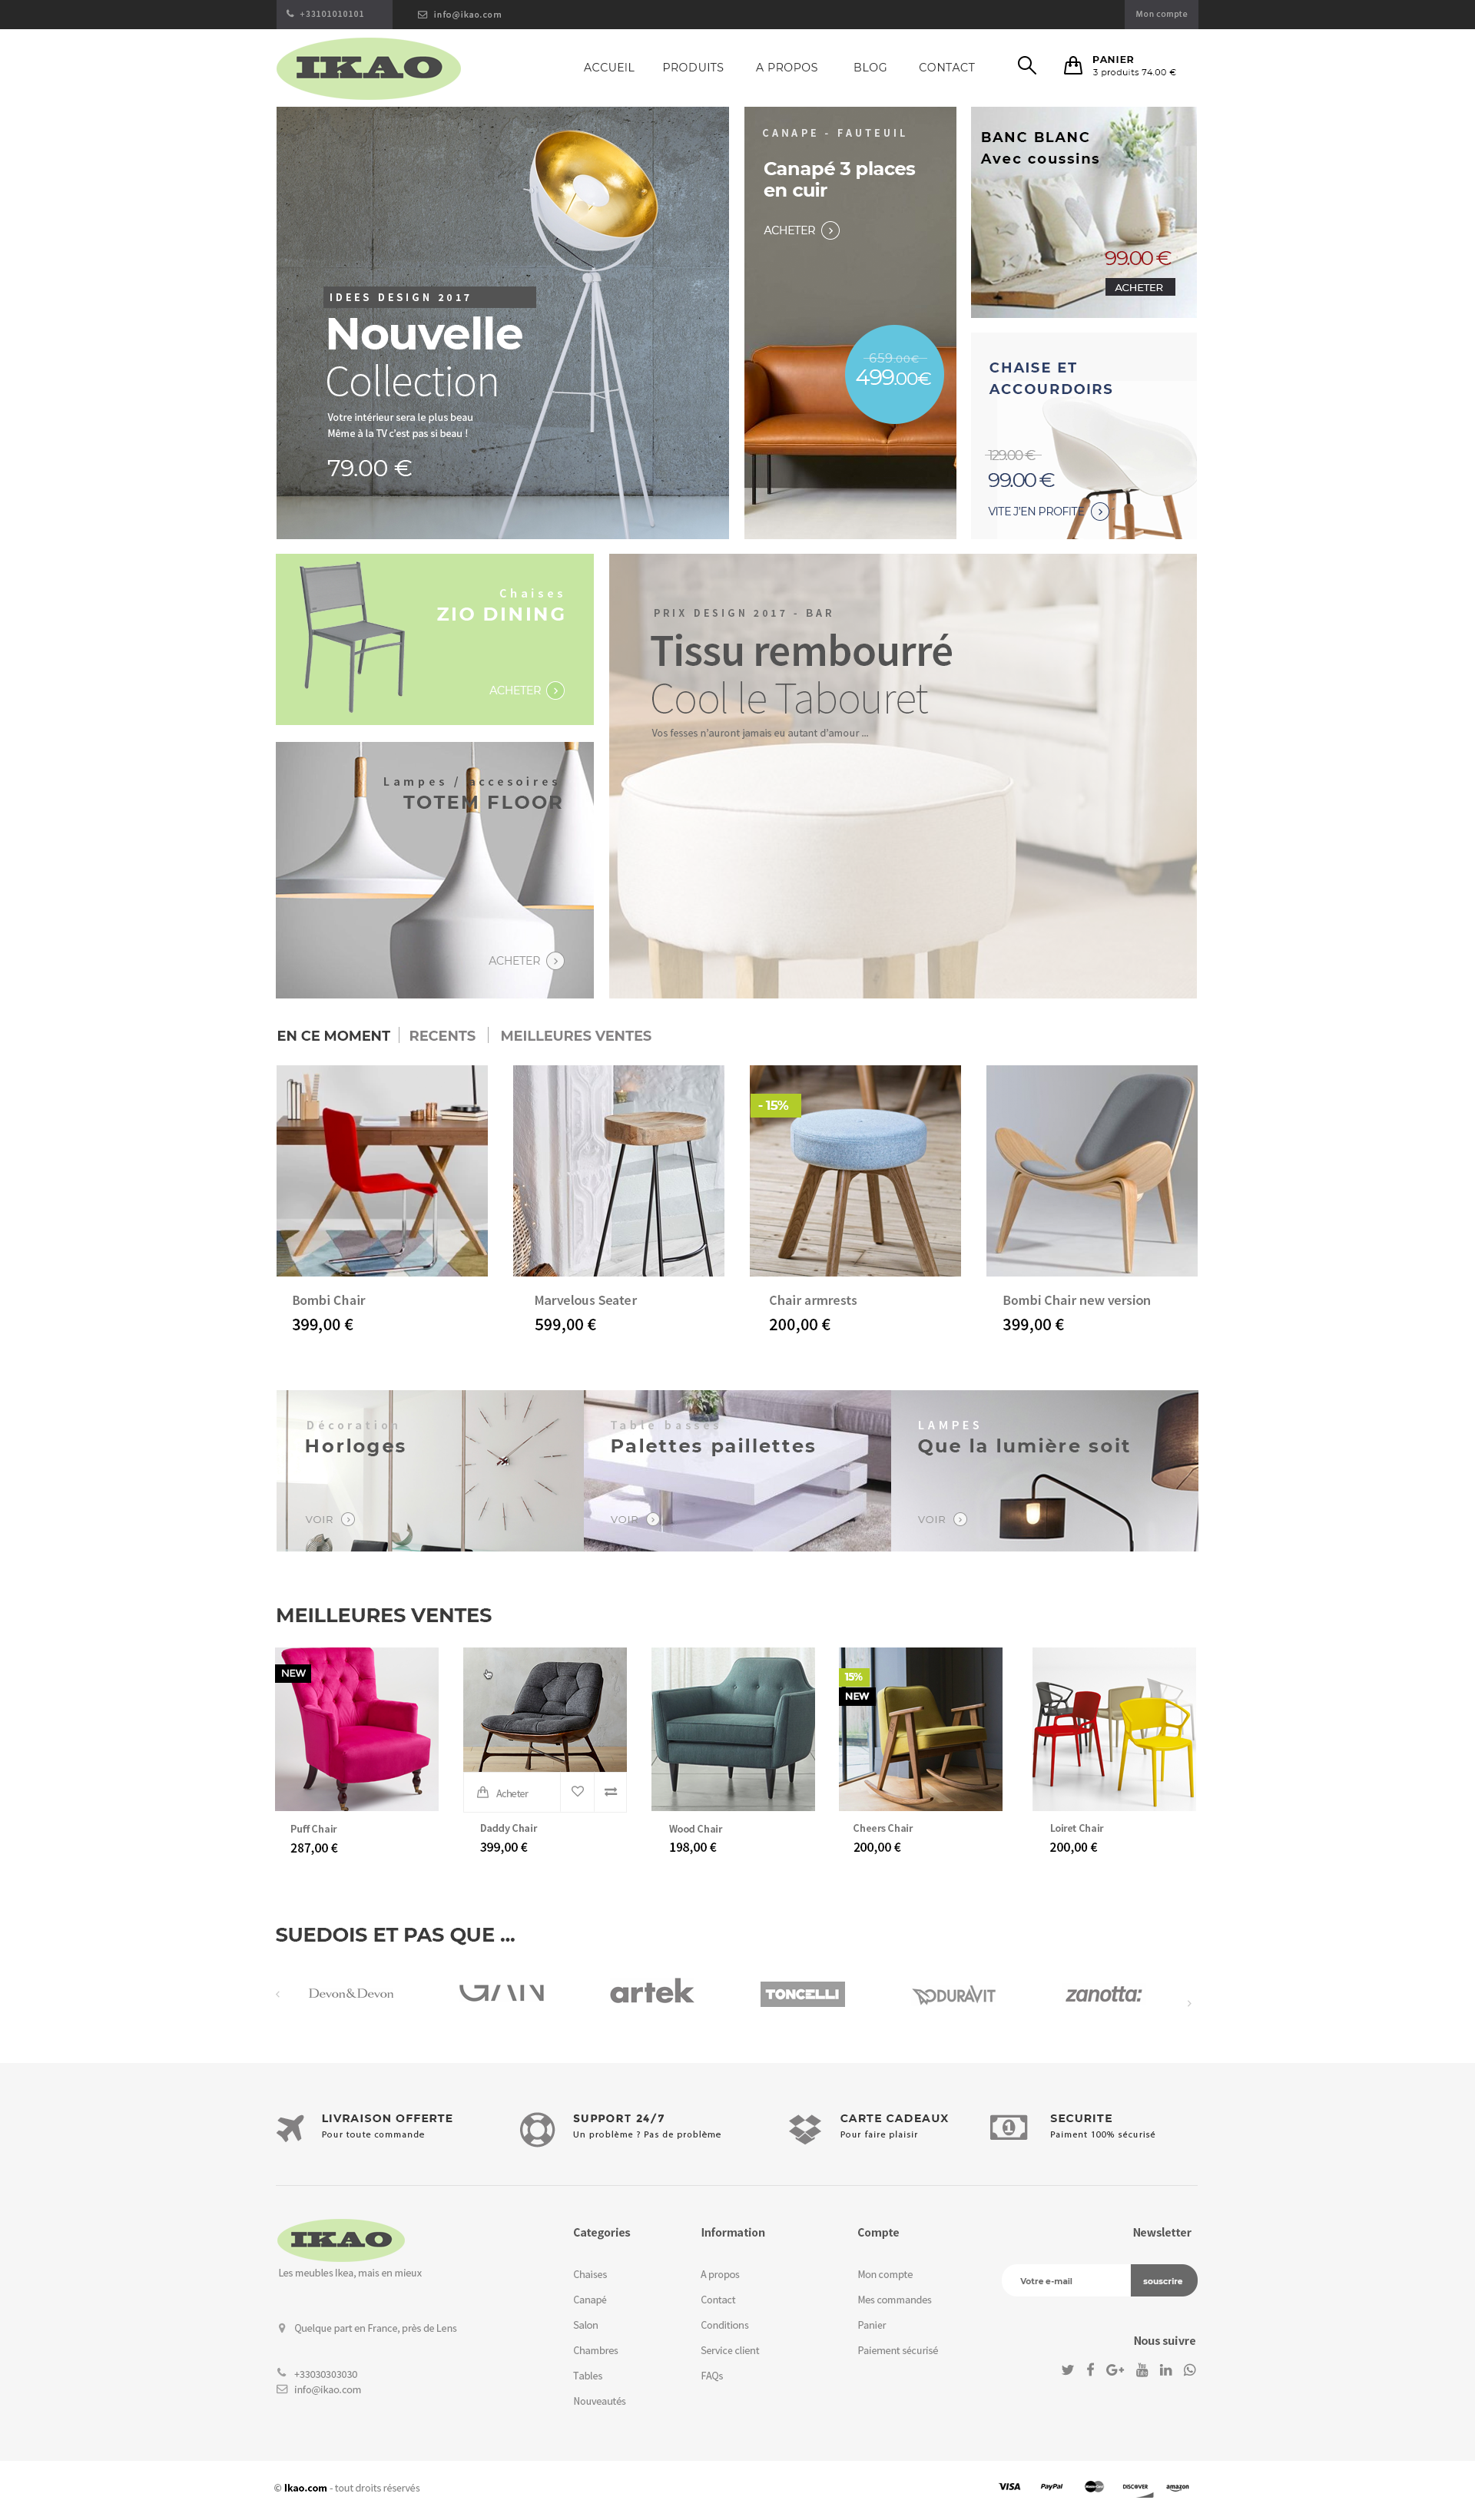 +33101010101
info@ikao.com
Mon compte
IKAO
ACCUEIL
PRODUITS
A PROPOS
BLOG
CONTACT
PANIER
3 produits 74.00 €
IDEES DESIGN 2017
Nouvelle
Collection
Votre intérieur sera le plus beau
Même à la TV c'est pas si beau !
79.00 €
CANAPE - FAUTEUIL
Canapé 3 places
en cuir
ACHETER
659.00€
499.00€
BANC BLANC
Avec coussins
99.00 €
ACHETER
CHAISE ET
ACCOURDOIRS
129.00 €
99.00 €
VITE J'EN PROFITE
Chaises
ZIO DINING
ACHETER
Lampes / accesoires
TOTEM FLOOR
ACHETER
PRIX DESIGN 2017 - BAR
Tissu rembourré
Cool le Tabouret
Vos fesses n'auront jamais eu autant d'amour ...
EN CE MOMENT
RECENTS
MEILLEURES VENTES
- 15%
Bombi Chair
399,00 €
Marvelous Seater
599,00 €
Chair armrests
200,00 €
Bombi Chair new version
399,00 €
Décoration
Horloges
VOIR
Table basses
Palettes paillettes
VOIR
LAMPES
Que la lumière soit
VOIR
MEILLEURES VENTES
NEW
Acheter
15%
NEW
Puff Chair
287,00 €
Daddy Chair
399,00 €
Wood Chair
198,00 €
Cheers Chair
200,00 €
Loiret Chair
200,00 €
SUEDOIS ET PAS QUE ...
Devon&Devon
GAN
artek
TONCELLI
DURAVIT
zanotta:
LIVRAISON OFFERTE
Pour toute commande
SUPPORT 24/7
Un problème ? Pas de problème
CARTE CADEAUX
Pour faire plaisir
1
SECURITE
Paiment 100% sécurisé
IKAO
Les meubles Ikea, mais en mieux
Quelque part en France, près de Lens
+33030303030
info@ikao.com
Categories
Chaises
Canapé
Salon
Chambres
Tables
Nouveautés
Information
A propos
Contact
Conditions
Service client
FAQs
Compte
Mon compte
Mes commandes
Panier
Paiement sécurisé
Newsletter
Votre e-mail
souscrire
Nous suivre
© Ikao.com - tout droits réservés
VISA
PayPal
MasterCard
DISCOVER
amazon